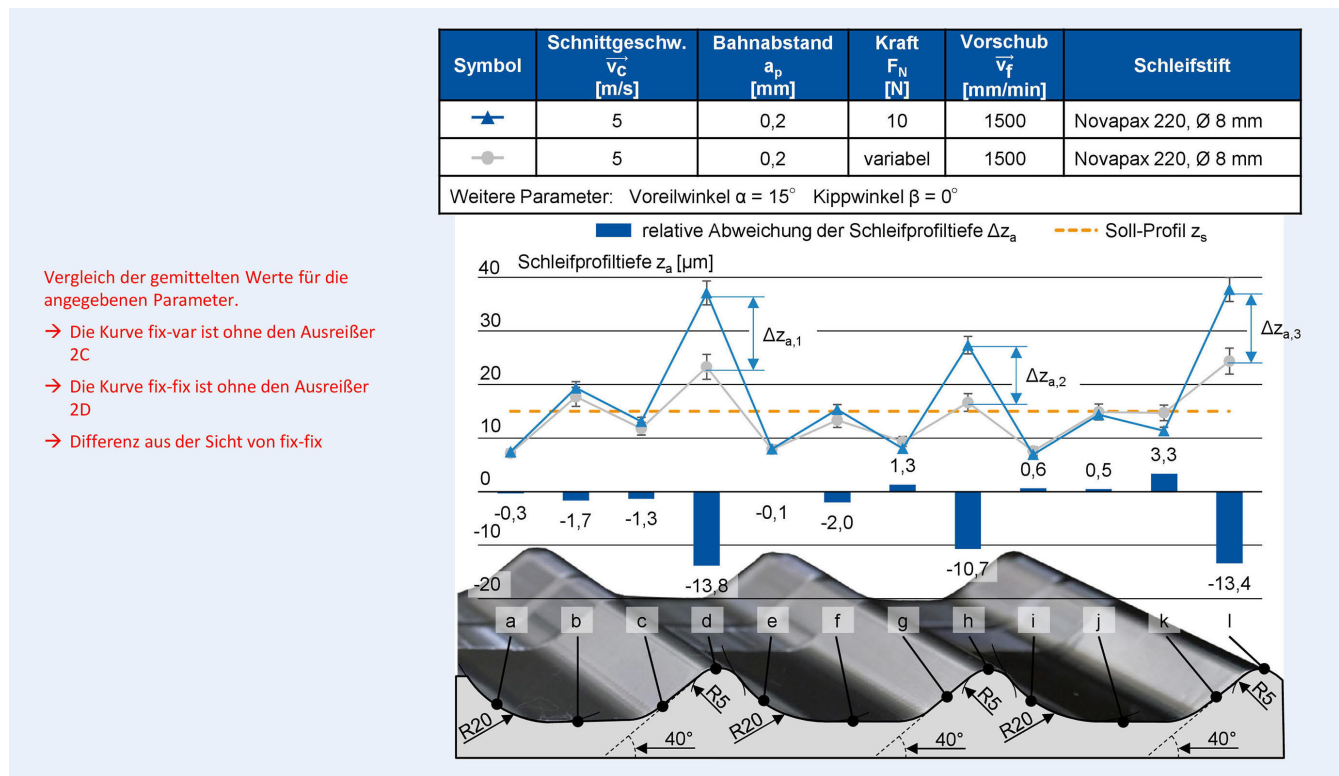 Vergleich der gemittelten Werte für die
angegebenen Parameter.
→ Die Kurve fix-var ist ohne den Ausreißer
2C
→ Die Kurve fix-fix ist ohne den Ausreißer
2D
→ Differenz aus der Sicht von fix-fix
Symbol Schnittgeschw. v⃗c [m/s] Bahnabstand ap [mm] Kraft FN [N] Vorschub v⃗f [mm/min] Schleifstift
5 0,2 10 1500 Novapax 220, Ø 8 mm
5 0,2 variabel 1500 Novapax 220, Ø 8 mm
Weitere Parameter: Voreilwinkel α = 15° Kippwinkel β = 0°
relative Abweichung der Schleifprofiltiefe Δza Soll-Profil zs
40 Schleifprofiltiefe za [µm]
30 Δza,1 Δza,3
20 Δza,2
10
1,3 0,6 0,5 3,3
0
-0,3 -1,7 -1,3 -0,1 -2,0
-10
-13,8 -10,7 -13,4
-20
a b c d e f g h i j k l
R20 R5 R20 R5 R20 R5
40° 40° 40°